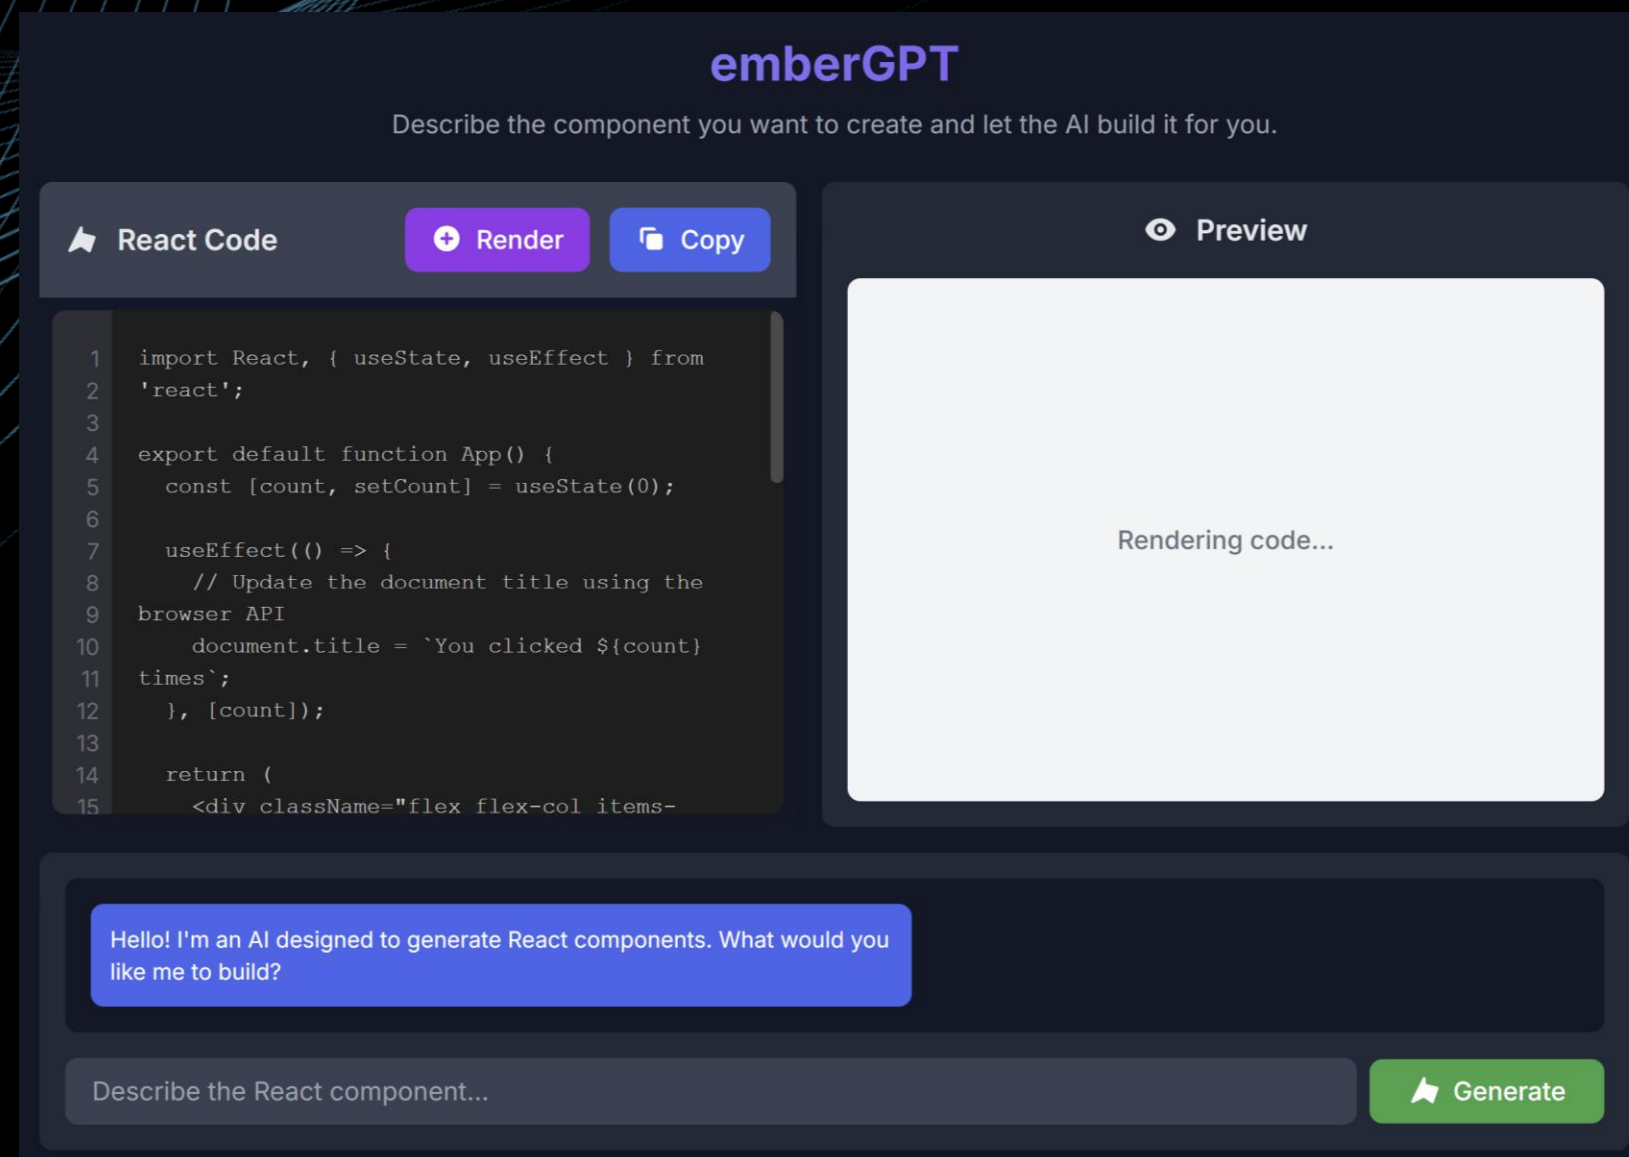 emberGPT
Describe the component you want to create and let the AI build it for you.
React Code
Render
Copy
1 import React, { useState, useEffect } from
2 'react';
3
4 export default function App() {
5   const [count, setCount] = useState(0);
6
7   useEffect(() => {
8     // Update the document title using the
9 browser API
10     document.title = `You clicked ${count}
11 times`;
12   }, [count]);
13
14   return (
15     <div className="flex flex-col items-
Preview
Rendering code...
Hello! I'm an AI designed to generate React components. What would you
like me to build?
Describe the React component...
Generate